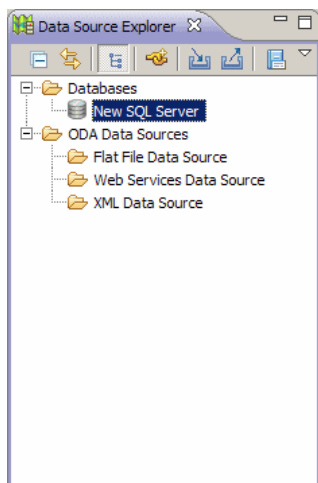 Data Source Explorer
Databases
New SQL Server
ODA Data Sources
Flat File Data Source
Web Services Data Source
XML Data Source